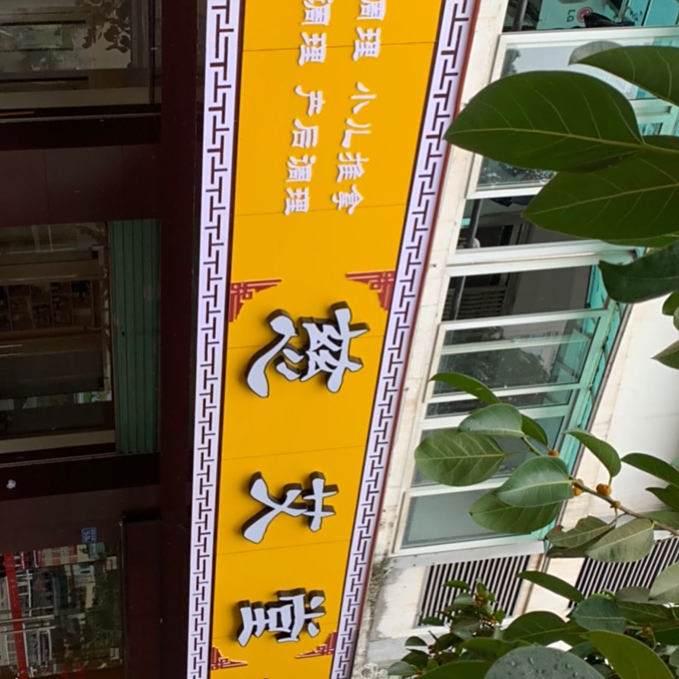 调理 小儿推拿
调理 产后调理
慈艾堂